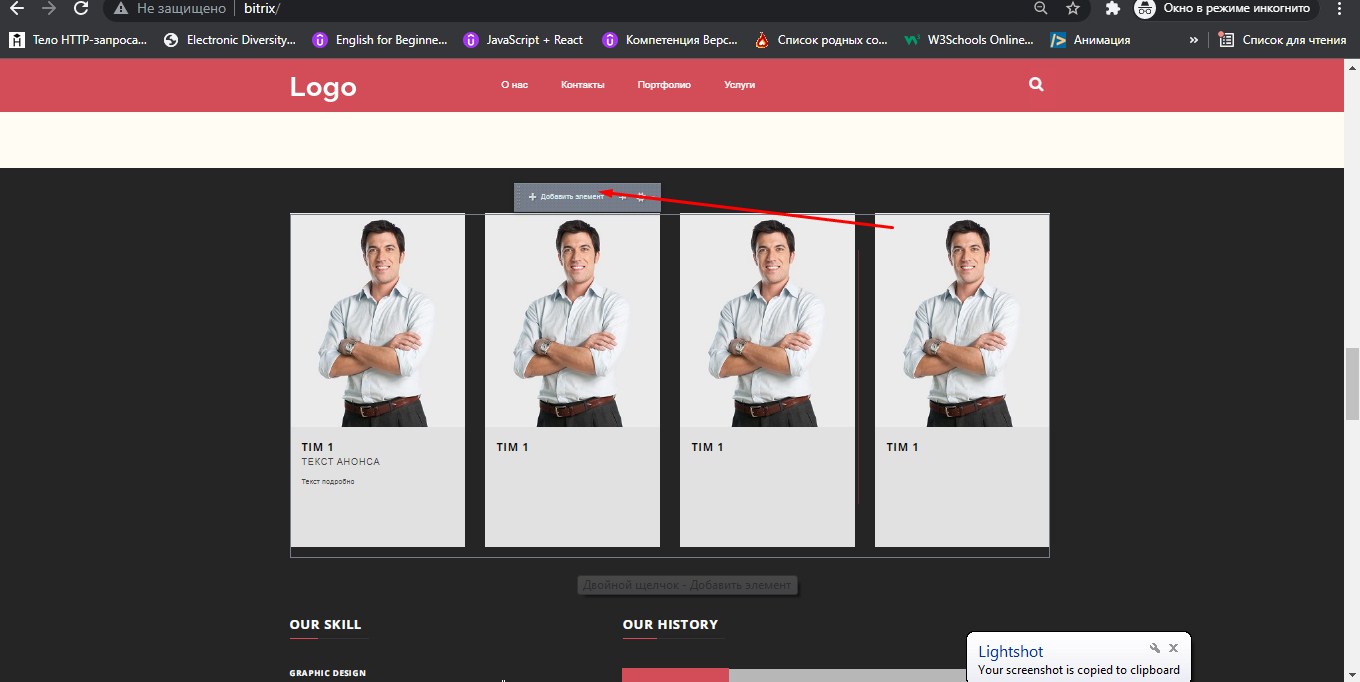 Не защищено bitrix/ Окно в режиме инкогнито
Тело HTTP-запроса... Electronic Diversity... English for Beginne... JavaScript + React Компетенция Верс... Список родных со... W3Schools Online... Анимация » Список для чтения
Logo О нас Контакты Портфолио Услуги
Добавить элемент
TIM 1 TIM 1 TIM 1 TIM 1
ТЕКСТ АНОНСА
Текст подробно
Двойной щелчок - Добавить элемент
OUR SKILL OUR HISTORY
GRAPHIC DESIGN
Lightshot
Your screenshot is copied to clipboard